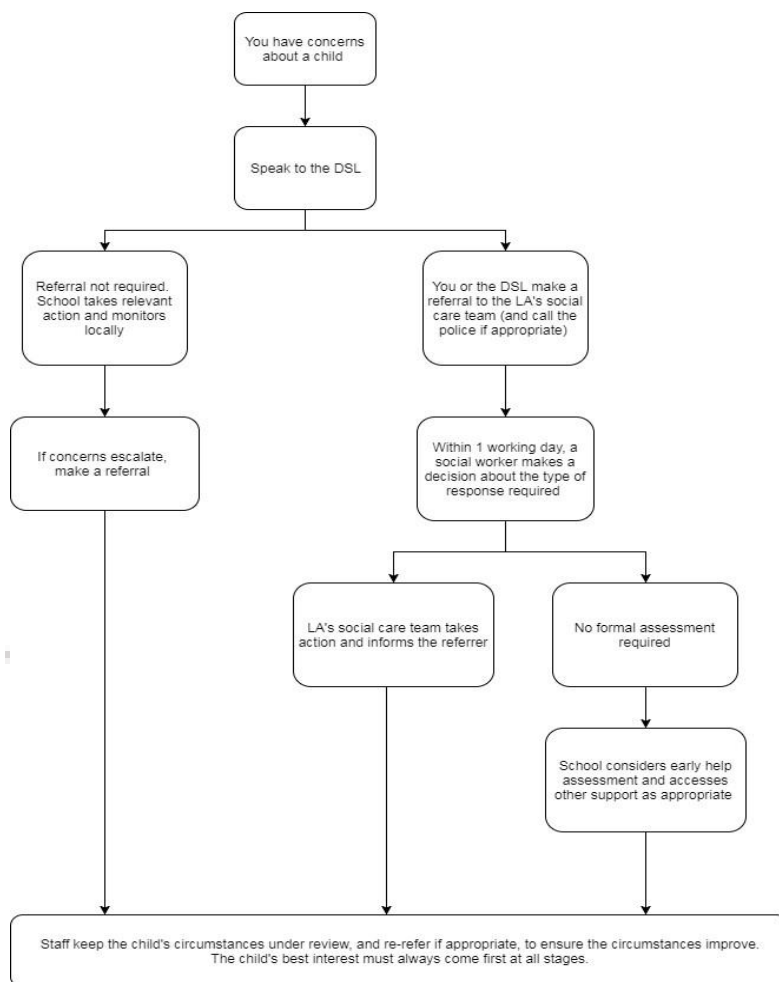 You have concerns
about a child
Speak to the DSL
Referral not required.
School takes relevant
action and monitors
locally
You or the DSL make a
referral to the LA's social
care team (and call the
police if appropriate)
If concerns escalate,
make a referral
Within 1 working day, a
social worker makes a
decision about the type of
response required
LA's social care team takes
action and informs the referrer
No formal assessment
required
School considers early help
assessment and accesses
other support as appropriate
Staff keep the child's circumstances under review, and re-refer if appropriate, to ensure the circumstances improve.
The child's best interest must always come first at all stages.